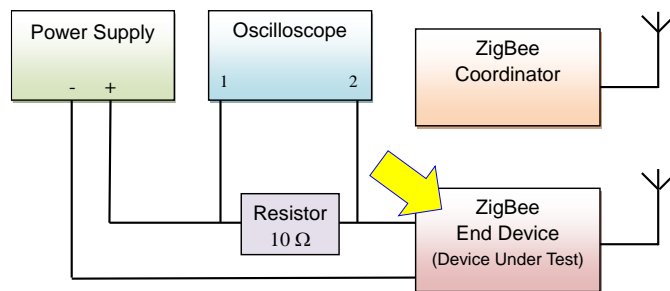 Power Supply
- +
Oscilloscope
1 2
ZigBee
Coordinator
Resistor
10 Ω
ZigBee
End Device
(Device Under Test)